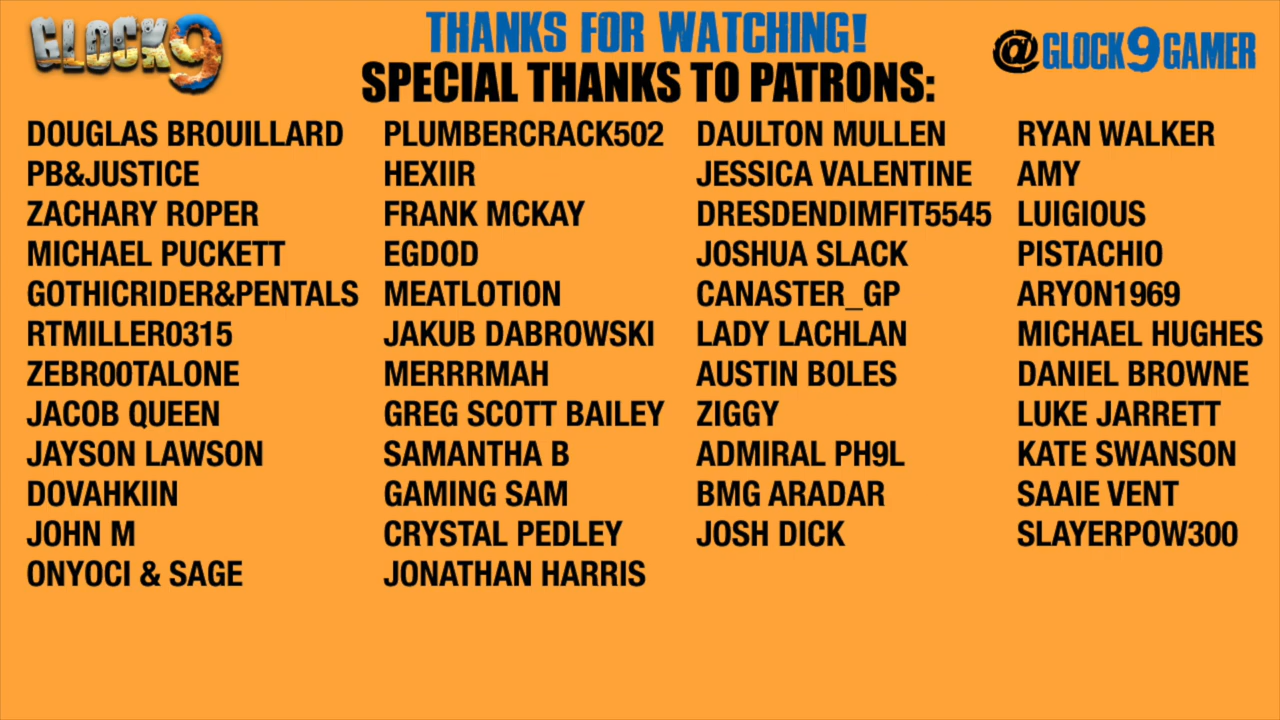 GLOCK9
THANKS FOR WATCHING!
@GLOCK9GAMER
SPECIAL THANKS TO PATRONS:
DOUGLAS BROUILLARD
PB&JUSTICE
ZACHARY ROPER
MICHAEL PUCKETT
GOTHICRIDER&PENTALS
RTMILLER0315
ZEBR00TALONE
JACOB QUEEN
JAYSON LAWSON
DOVAHKIIN
JOHN M
ONYOCI & SAGE
PLUMBERCRACK502
HEXIIR
FRANK MCKAY
EGDOD
MEATLOTION
JAKUB DABROWSKI
MERRRMAH
GREG SCOTT BAILEY
SAMANTHA B
GAMING SAM
CRYSTAL PEDLEY
JONATHAN HARRIS
DAULTON MULLEN
JESSICA VALENTINE
DRESDENDIMFIT5545
JOSHUA SLACK
CANASTER_GP
LADY LACHLAN
AUSTIN BOLES
ZIGGY
ADMIRAL PH9L
BMG ARADAR
JOSH DICK
RYAN WALKER
AMY
LUIGIOUS
PISTACHIO
ARYON1969
MICHAEL HUGHES
DANIEL BROWNE
LUKE JARRETT
KATE SWANSON
SAAIE VENT
SLAYERPOW300